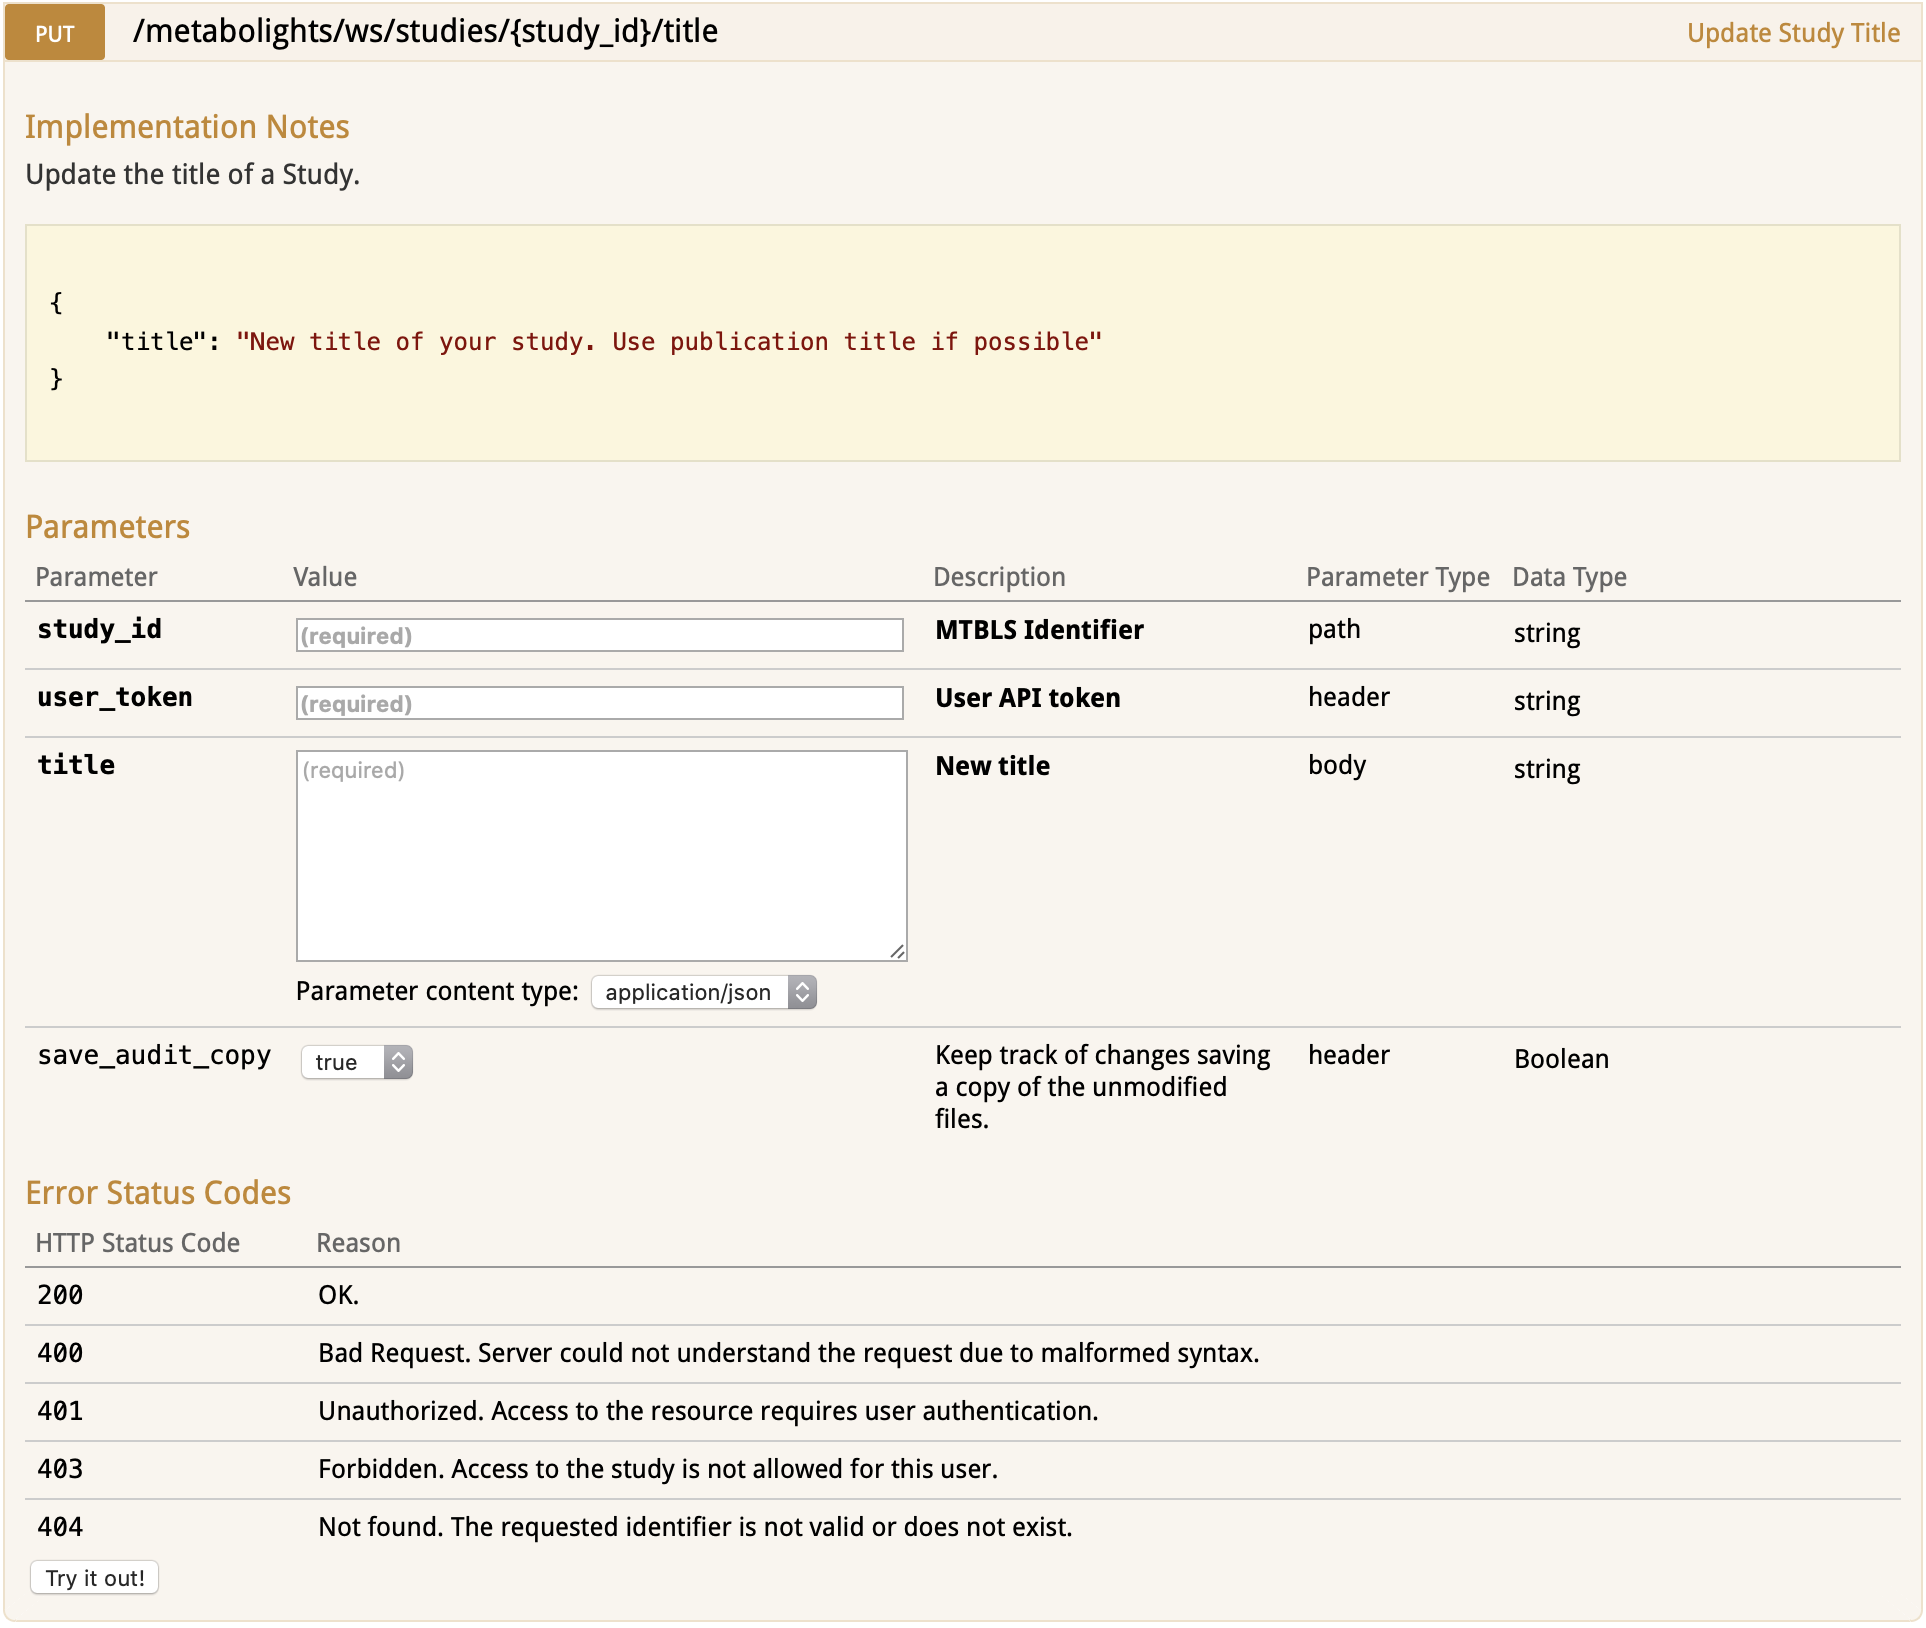 PUT /metabolights/ws/studies/{study_id}/title Update Study Title
Implementation Notes
Update the title of a Study.
{
    "title": "New title of your study. Use publication title if possible"
}
Parameters
Parameter Value Description Parameter Type Data Type
study_id (required) MTBLS Identifier path string
user_token (required) User API token header string
title (required) New title body string
Parameter content type: application/json
save_audit_copy true Keep track of changes saving header Boolean
a copy of the unmodified
files.
Error Status Codes
HTTP Status Code Reason
200 OK.
400 Bad Request. Server could not understand the request due to malformed syntax.
401 Unauthorized. Access to the resource requires user authentication.
403 Forbidden. Access to the study is not allowed for this user.
404 Not found. The requested identifier is not valid or does not exist.
Try it out!